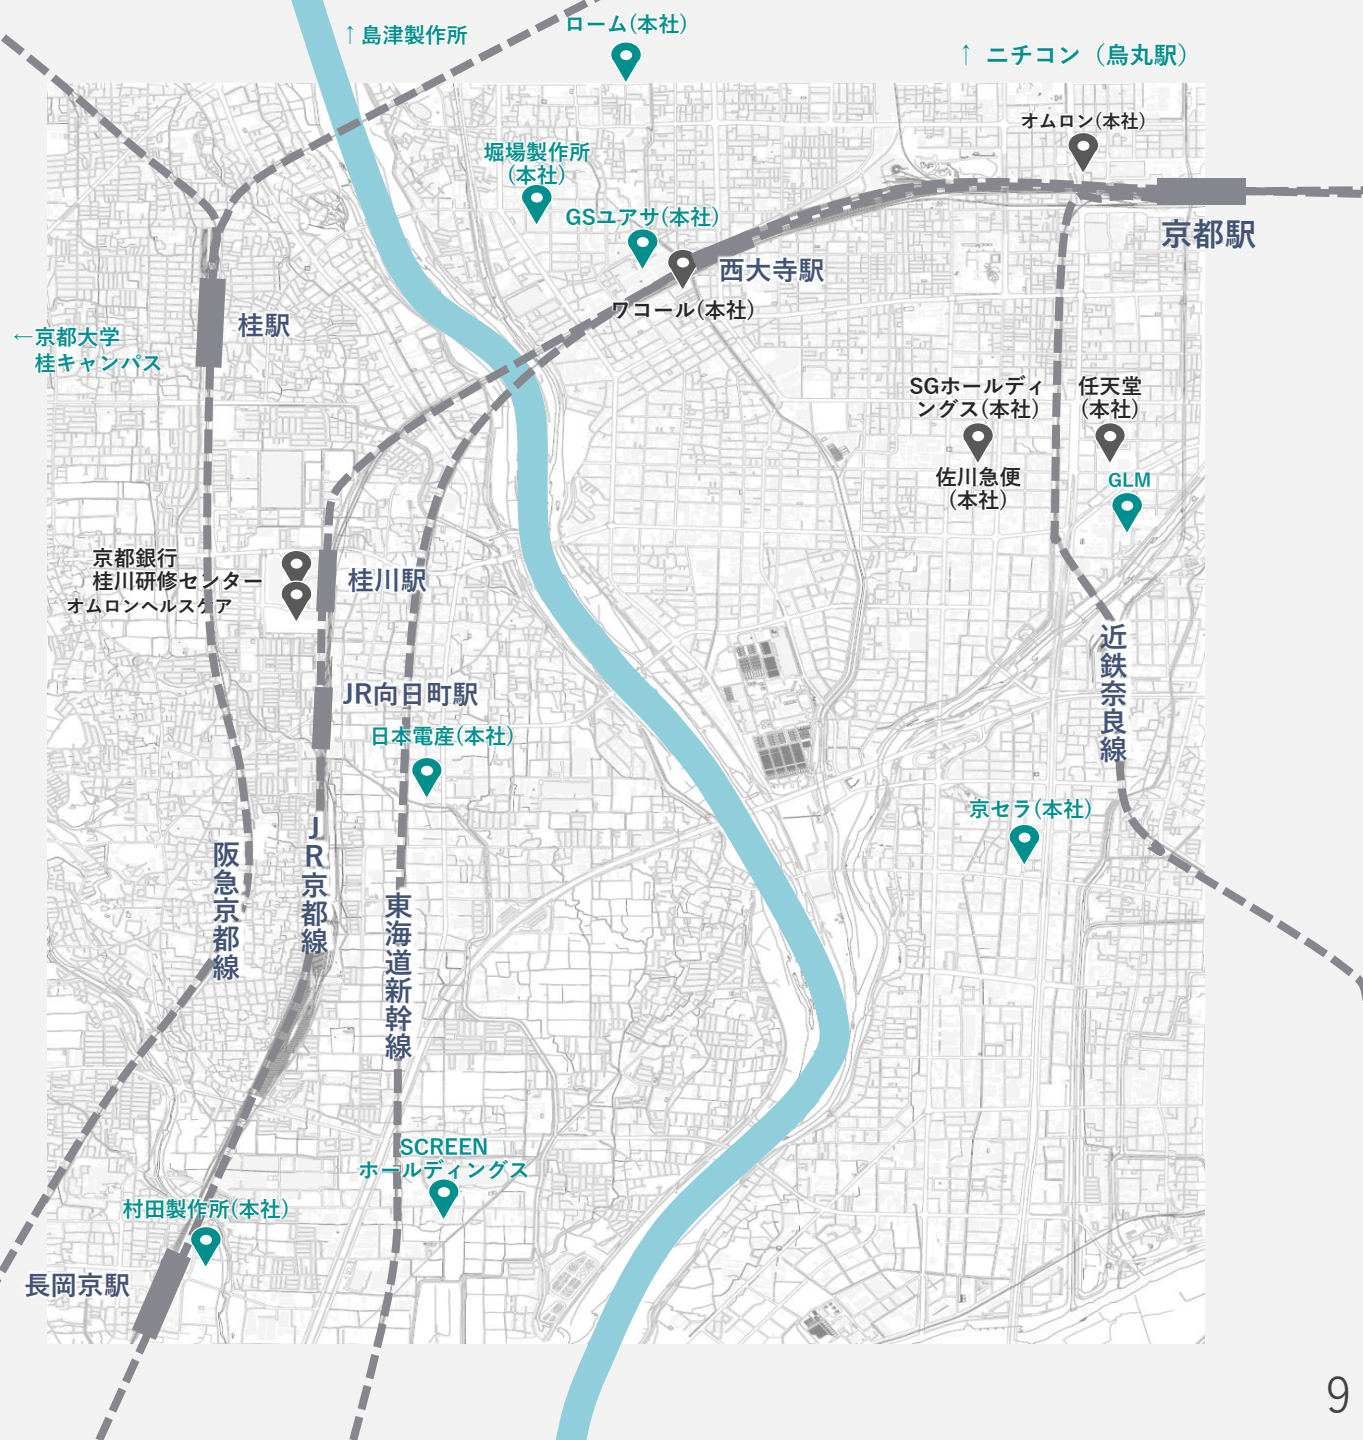 ↑島津製作所
ローム(本社)
↑ ニチコン（烏丸駅）
オムロン(本社)
堀場製作所
(本社)
GSユアサ(本社)
京都駅
西大寺駅
ワコール(本社)
桂駅
←京都大学
桂キャンパス
SGホールディ
ングス(本社)
任天堂
(本社)
佐川急便
(本社)
GLM
京都銀行
桂川研修センター
オムロンヘルスケア
桂川駅
近鉄奈良線
JR向日町駅
日本電産(本社)
京セラ(本社)
JR京都線
阪急京都線
東海道新幹線
SCREEN
ホールディングス
村田製作所(本社)
長岡京駅
9